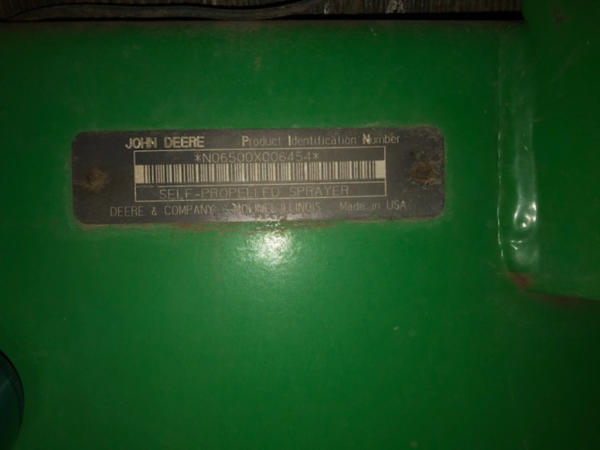 JOHN DEERE Product Identification Number
*N06500X006454*
SELF-PROPELLED SPRAYER
DEERE & COMPANY MOLINE, ILLINOIS Made in USA